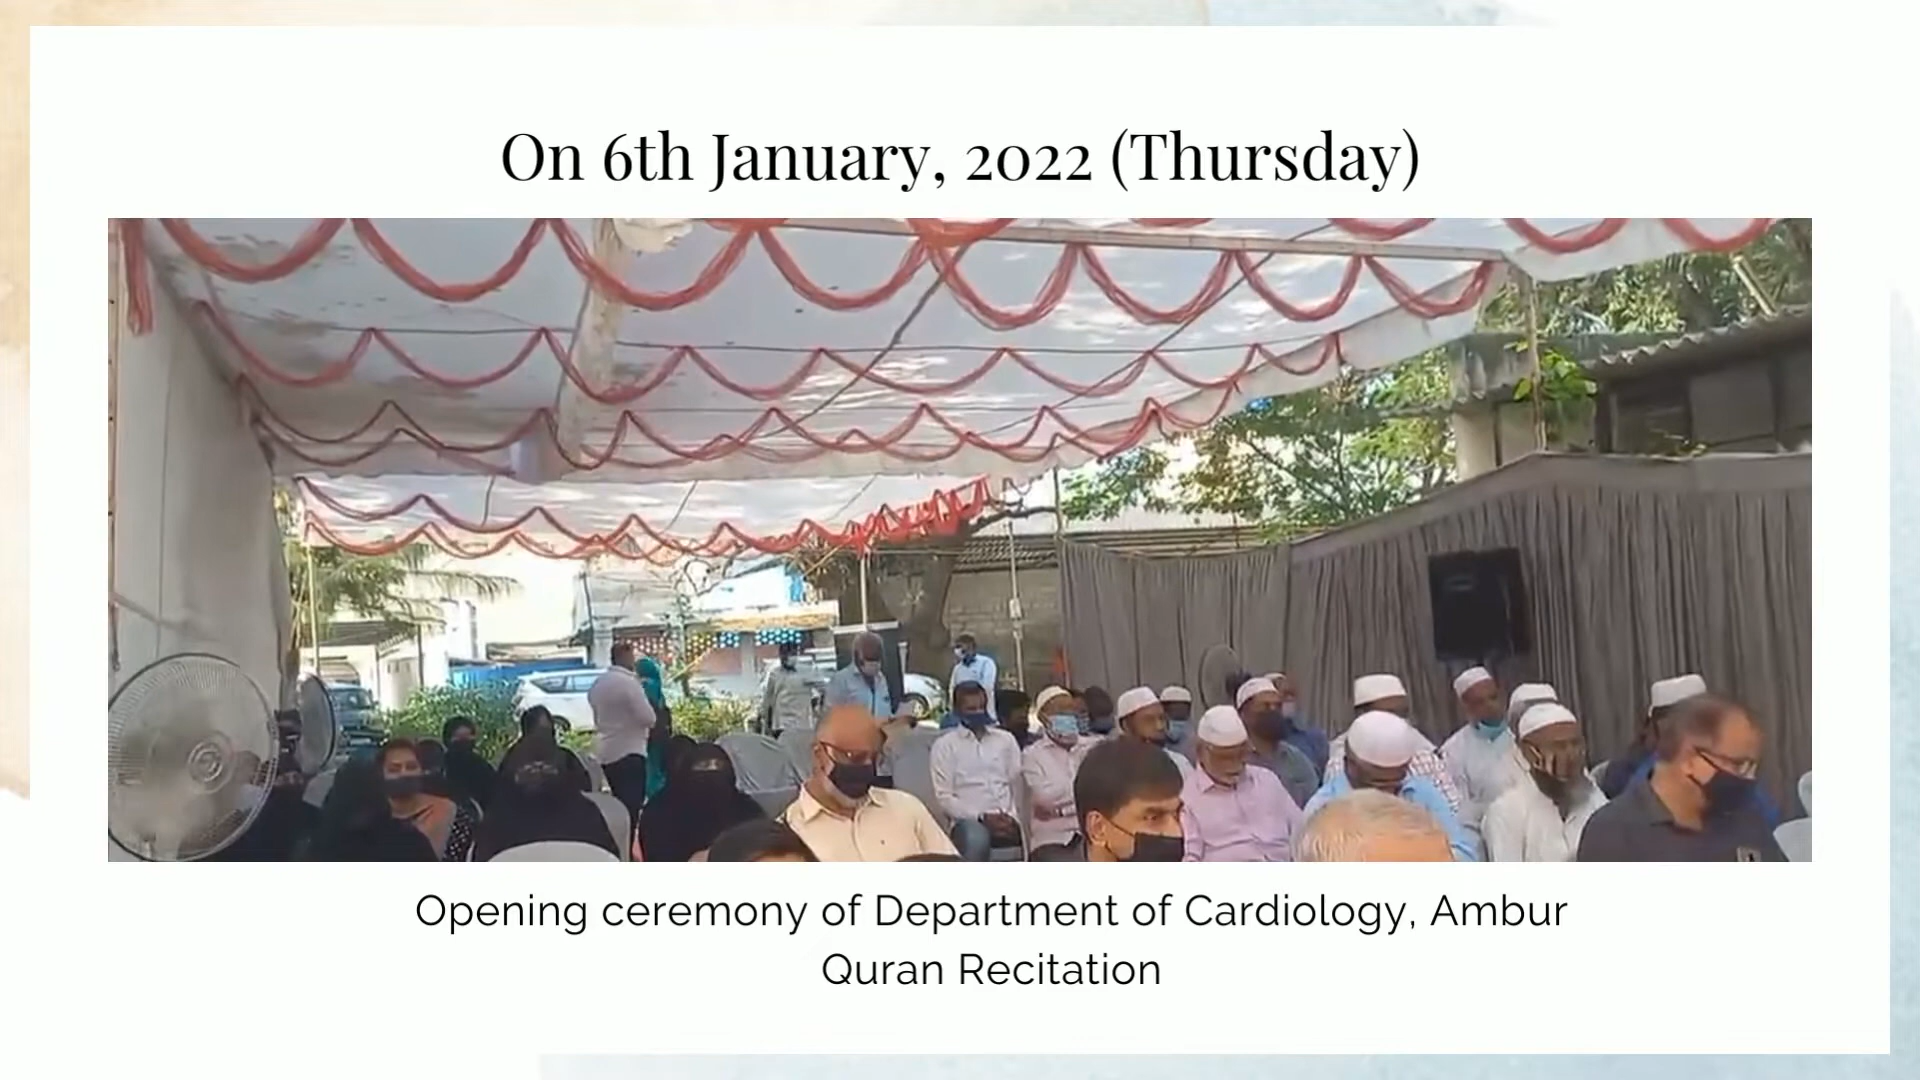 On 6th January, 2022 (Thursday)
Opening ceremony of Department of Cardiology, Ambur
Quran Recitation